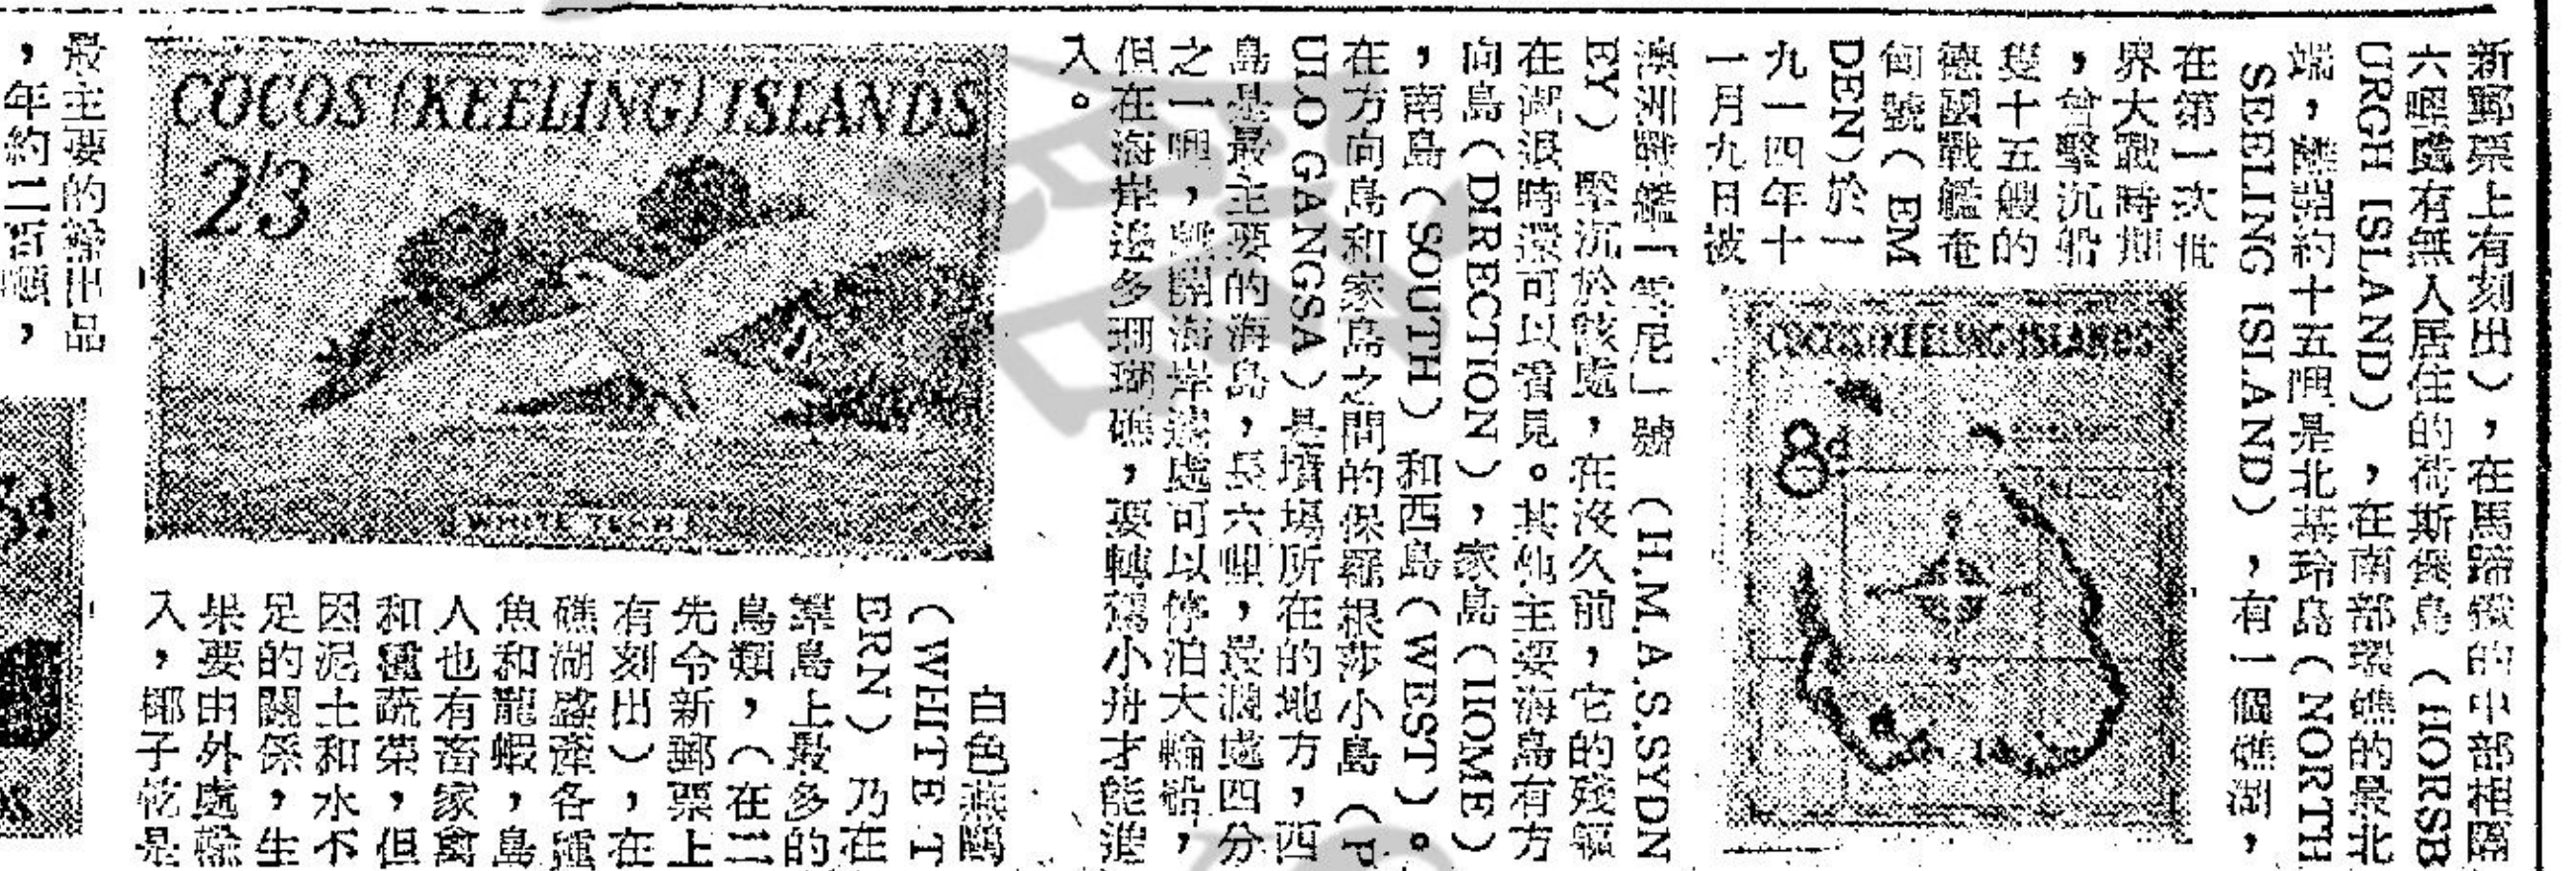 新郵票上有刻出），在馬蹄鐵的中部相隔
六哩處有無人居住的荷斯堡島（HORSB
URGH ISLAND），在南部環礁的最北
端，離開約十五哩是北基玲島（NORTH
SEELING ISLAND），有一個礁湖，
在第一次世
界大戰時期
，曾擊沉船
隻十五艘的
德國戰艦奄
甸號（EM
DEN）於一
九一四年十
一月九日被
澳洲戰艦「雪尼」號（H.M.A.S.SYDN
EY）擊沉於該處，在沒久前，它的殘軀
在潮浪時還可以看見。其他主要海島有方
向島（DIRECTION），家島（HOME）
，南島（SOUTH）和西島（WEST）。
在方向島和家島之間的保羅根莎小島（P
ULO GANGSA）是墳場所在的地方，西
島是最主要的海島，長六哩，最濶處四分
之一哩，離開海岸遠處可以停泊大輪船，
但在海岸邊多珊瑚礁，要轉舊小舟才能進
入。
COCOS (KEELING) ISLANDS
8d
COCOS (KEELING) ISLANDS
2'3
WHITE TERN
白色燕鷗
（WHITE T
ERN）乃在
羣島上最多的
鳥類，（在二
先令新郵票上
有刻出），在
礁湖盛產各種
魚和龍蝦，島
人也有畜家禽
和種蔬菜，但
因泥土和水不
足的關係，生
果要由外處輸
入，椰子乾是
最主要的輸出品
，年約二百噸，